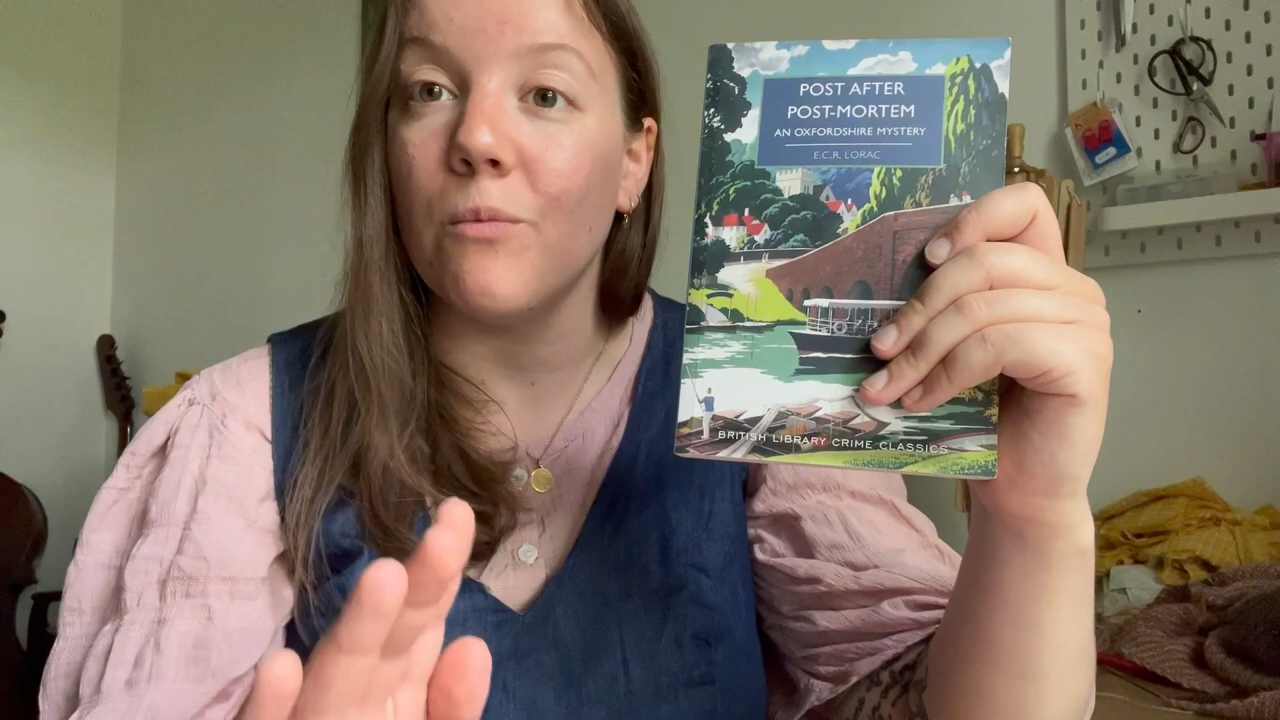 POST AFTER
POST-MORTEM
AN OXFORDSHIRE MYSTERY
E.C.R. LORAC
BRITISH LIBRARY CRIME CLASSICS